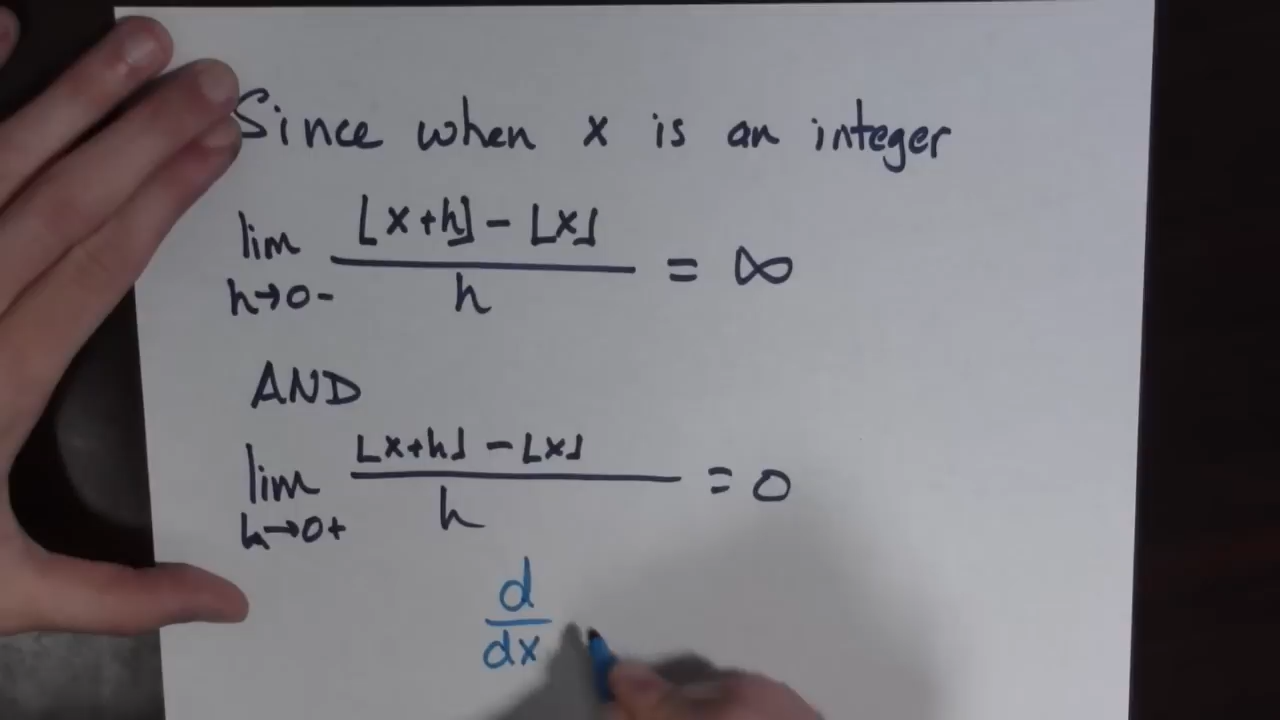 Since when x is an integer
lim h→0- ⌊x+h⌋ - ⌊x⌋ / h = ∞
AND
lim h→0+ ⌊x+h⌋ - ⌊x⌋ / h = 0
d/dx